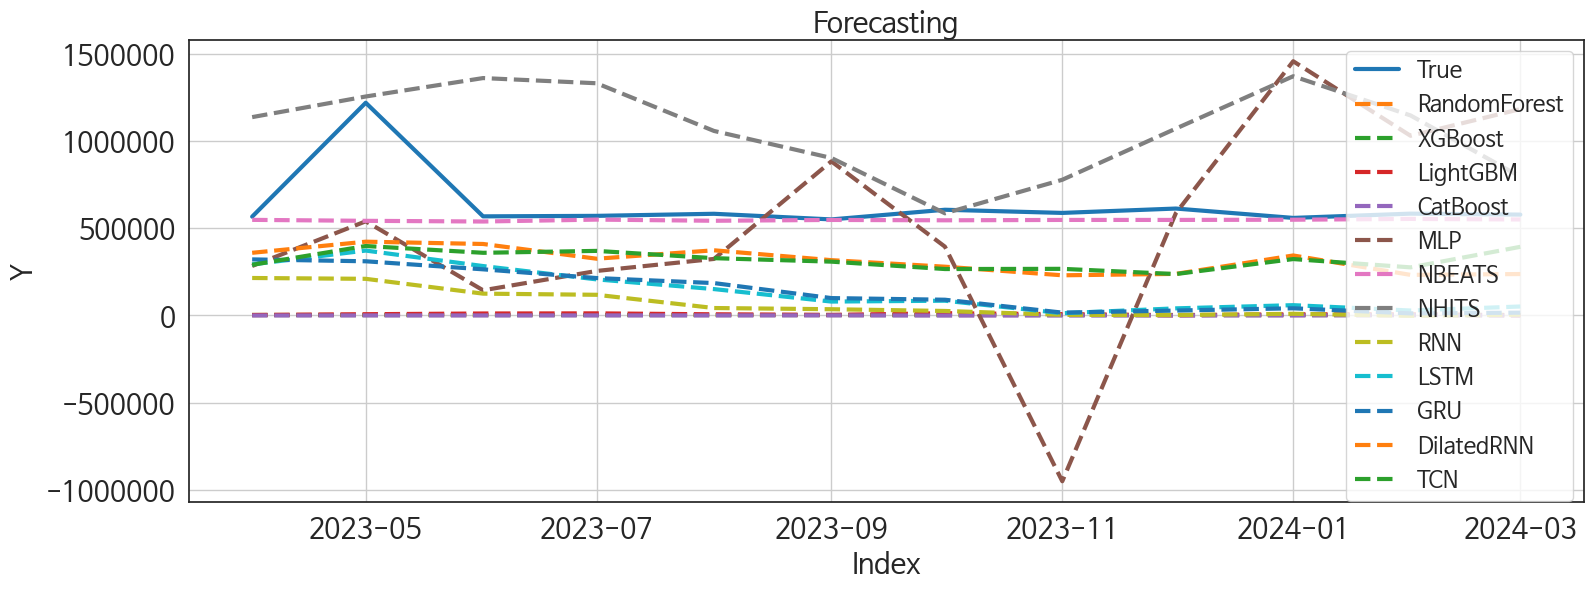 Forecasting
1500000
1000000
500000
0
−500000
−1000000
Y
2023−05
2023−07
2023−09
2023−11
2024−01
2024−03
Index
True
RandomForest
XGBoost
LightGBM
CatBoost
MLP
NBEATS
NHITS
RNN
LSTM
GRU
DilatedRNN
TCN